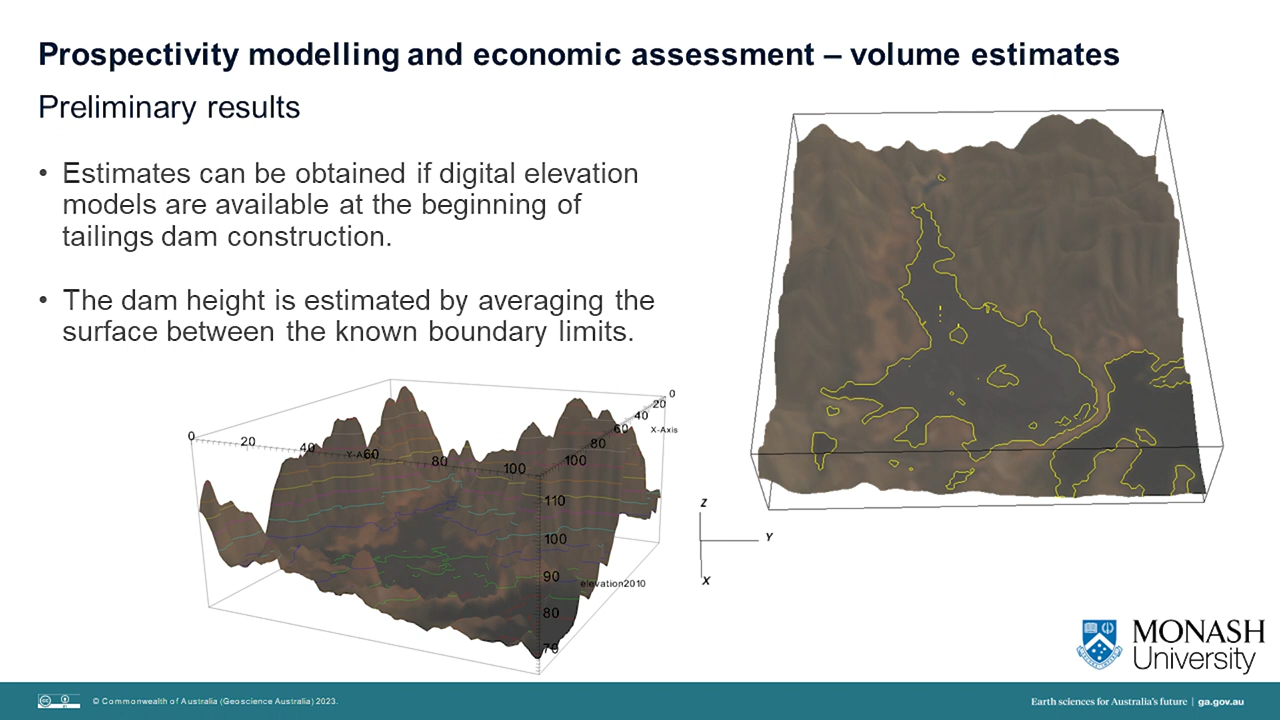 Prospectivity modelling and economic assessment – volume estimates
Preliminary results
• Estimates can be obtained if digital elevation
models are available at the beginning of
tailings dam construction.
• The dam height is estimated by averaging the
surface between the known boundary limits.
0
20
40
60
80
100
Y-Axis
0
20
40
60
80
100
X-Axis
110
100
90
80
70
elevation2010
Z
Y
X
MONASH
University
© Commonwealth of Australia (Geoscience Australia) 2023.
Earth sciences for Australia's future | ga.gov.au